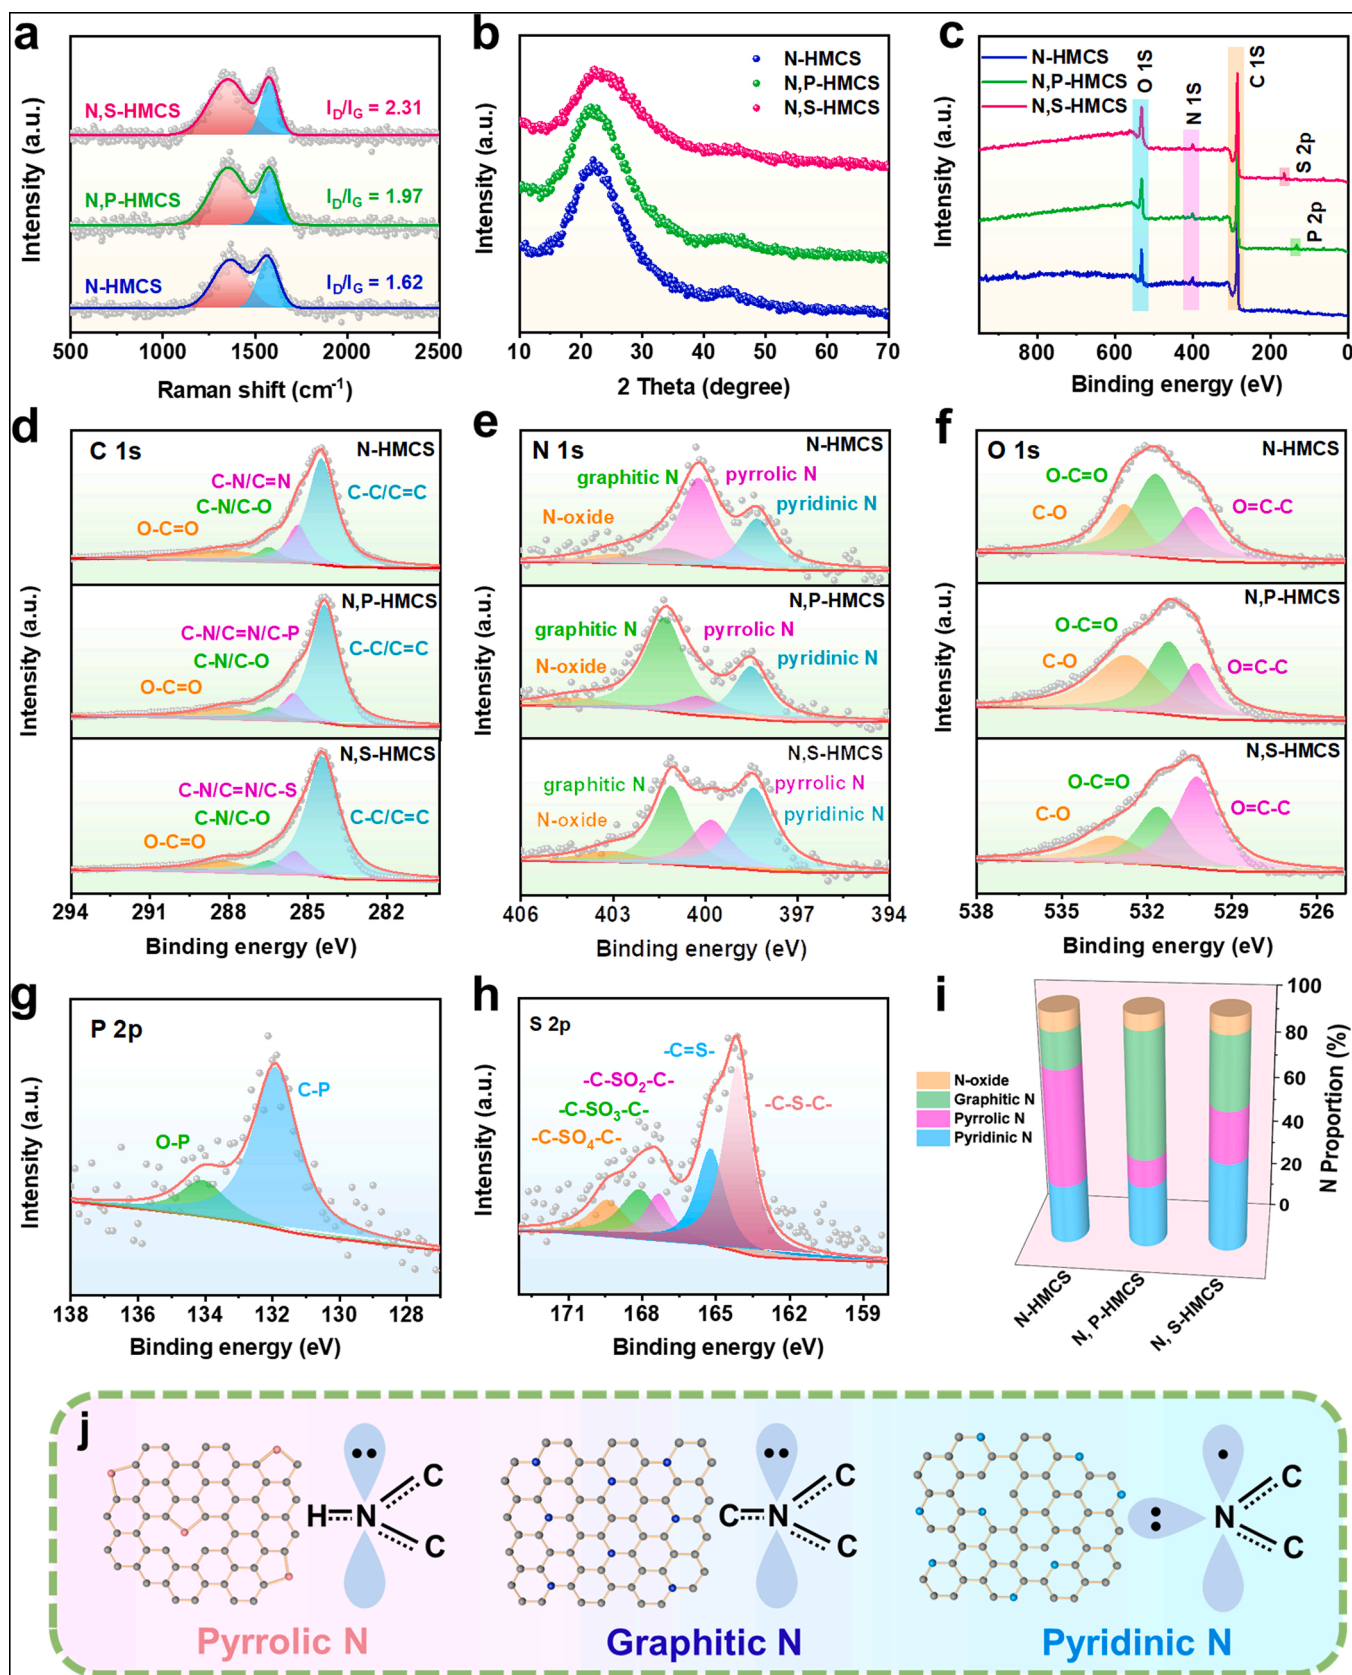 a
Intensity (a.u.)
N,S-HMCS
I_D/I_G = 2.31
N,P-HMCS
I_D/I_G = 1.97
N-HMCS
I_D/I_G = 1.62
500 1000 1500 2000 2500
Raman shift (cm⁻¹)
b
Intensity (a.u.)
N-HMCS
N,P-HMCS
N,S-HMCS
10 20 30 40 50 60 70
2 Theta (degree)
c
Intensity (a.u.)
N-HMCS
N,P-HMCS
N,S-HMCS
O 1S
N 1S
C 1S
S 2p
P 2p
800 600 400 200 0
Binding energy (eV)
d
Intensity (a.u.)
C 1s
N-HMCS
C-N/C=N
C-N/C-O
C-C/C=C
O-C=O
N,P-HMCS
C-N/C=N/C-P
C-N/C-O
C-C/C=C
O-C=O
N,S-HMCS
C-N/C=N/C-S
C-N/C-O
C-C/C=C
O-C=O
294 291 288 285 282
Binding energy (eV)
e
Intensity (a.u.)
N 1s
N-HMCS
graphitic N
pyrrolic N
pyridinic N
N-oxide
N,P-HMCS
graphitic N
pyrrolic N
pyridinic N
N-oxide
N,S-HMCS
graphitic N
pyrrolic N
pyridinic N
N-oxide
406 403 400 397 394
Binding energy (eV)
f
Intensity (a.u.)
O 1s
N-HMCS
O-C=O
C-O
O=C-C
N,P-HMCS
O-C=O
C-O
O=C-C
N,S-HMCS
O-C=O
C-O
O=C-C
538 535 532 529 526
Binding energy (eV)
g
Intensity (a.u.)
P 2p
C-P
O-P
138 136 134 132 130 128
Binding energy (eV)
h
Intensity (a.u.)
S 2p
-C=S-
-C-SO₂-C-
-C-SO₃-C-
-C-SO₄-C-
-C-S-C-
171 168 165 162 159
Binding energy (eV)
i
N-oxide
Graphitic N
Pyrrolic N
Pyridinic N
100
80
60
40
20
0
N Proportion (%)
N-HMCS
N, P-HMCS
N, S-HMCS
j
H N C C
Pyrrolic N
C N C C
Graphitic N
N C C
Pyridinic N